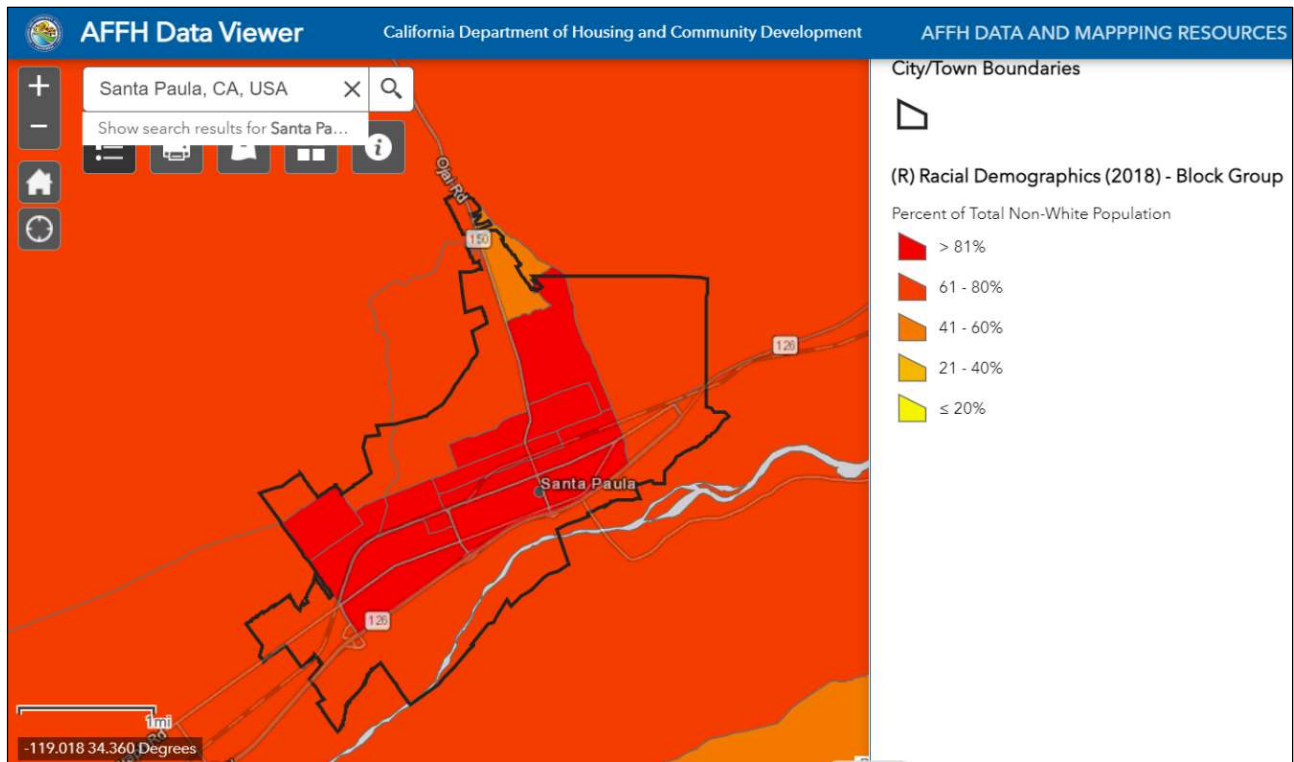 AFFH Data Viewer
California Department of Housing and Community Development
AFFH DATA AND MAPPPING RESOURCES
+
Santa Paula, CA, USA
−
Show search results for Santa Pa...
Ojai Rd
150
126
Santa Paula
126
1mi
-119.018 34.360 Degrees
City/Town Boundaries
(R) Racial Demographics (2018) - Block Group
Percent of Total Non-White Population
> 81%
61 - 80%
41 - 60%
21 - 40%
≤ 20%